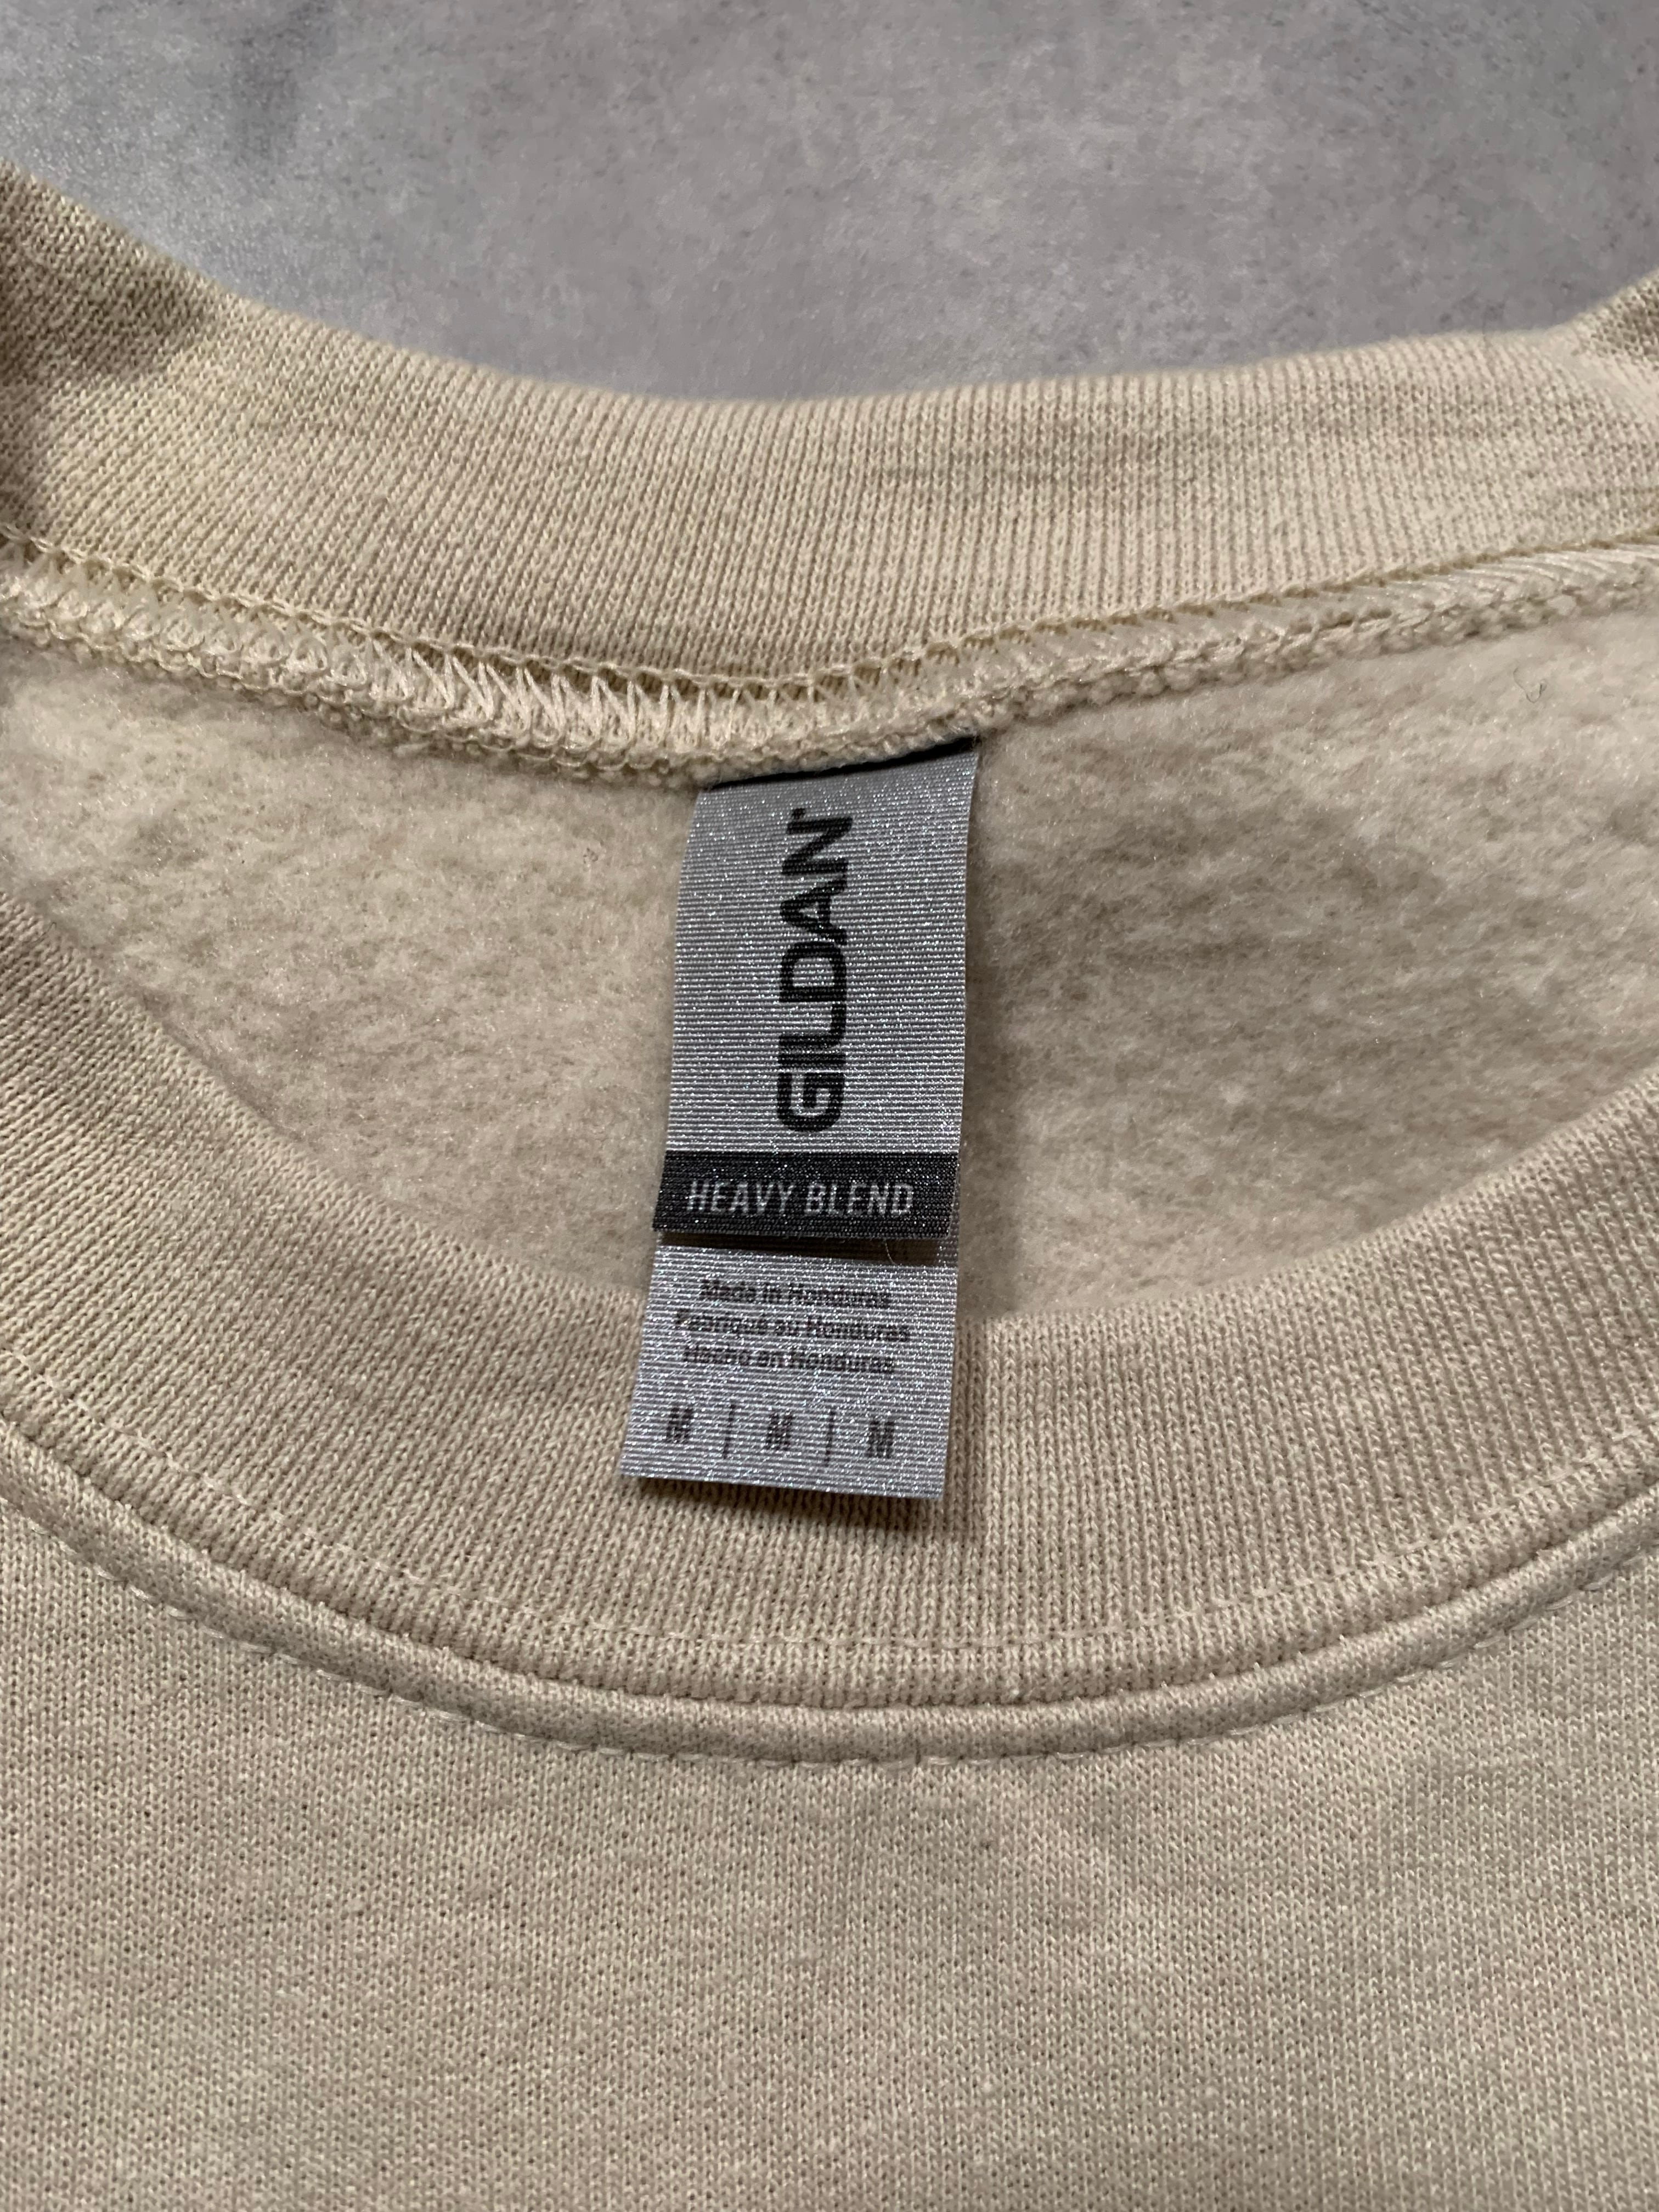 GILDAN
HEAVY BLEND
Made in Honduras
Fabriqué au Honduras
Hecho en Honduras
M | M | M